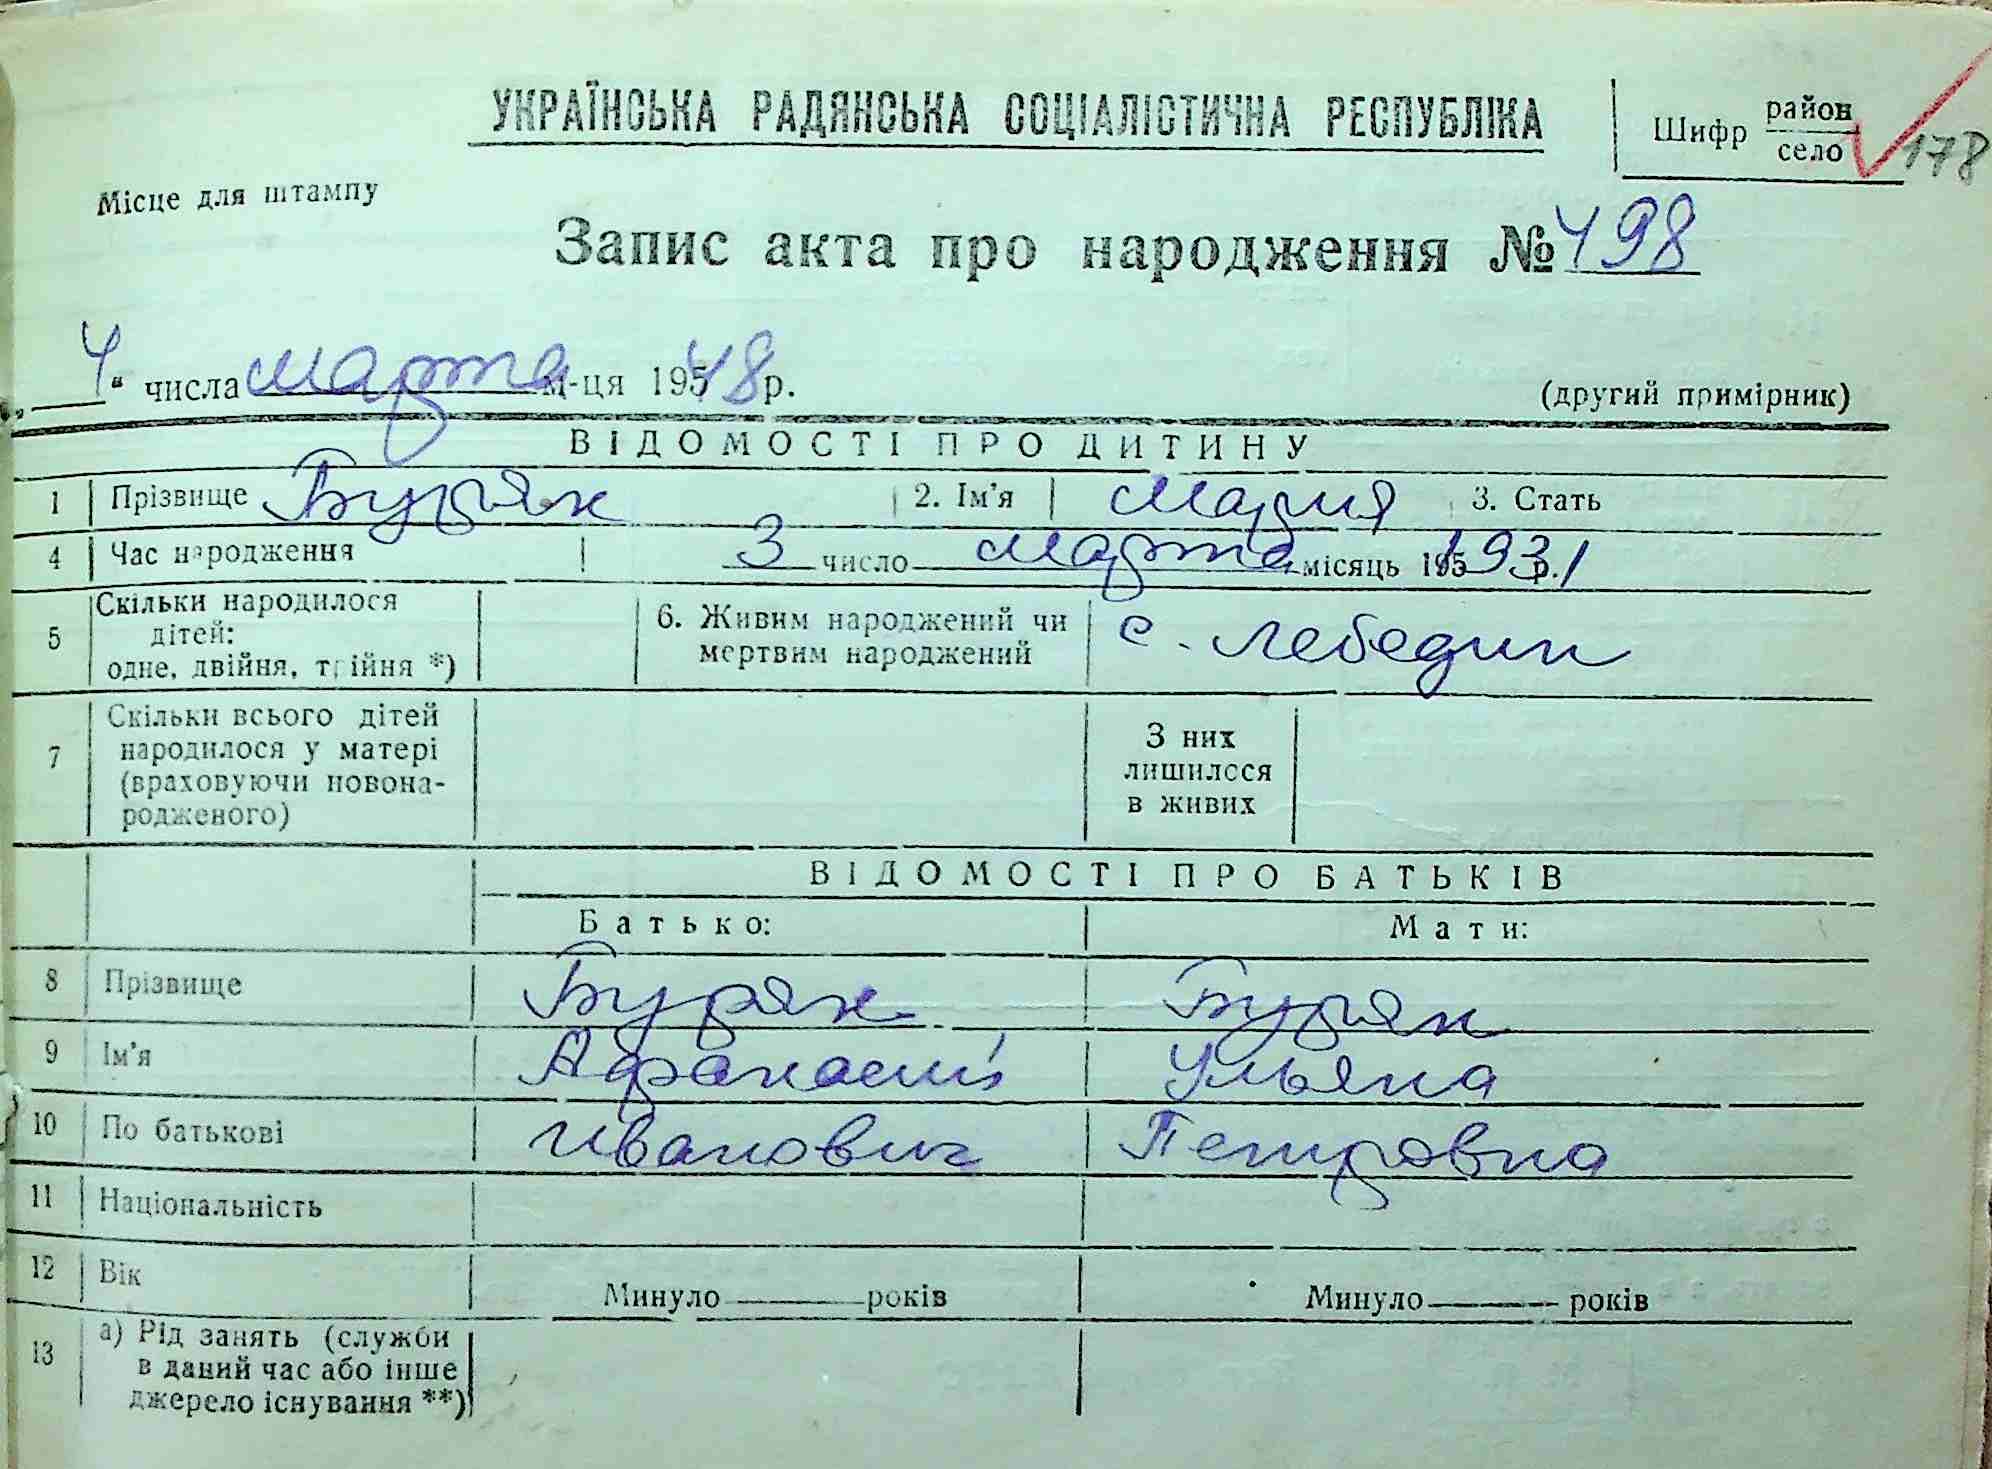 УКРАЇНСЬКА РАДЯНСЬКА СОЦІАЛІСТИЧНА РЕСПУБЛІКА
Шифр район село 178
Місце для штампу
Запис акта про народження № 498
„4“ числа марта м-ця 1948 р.
(другий примірник)
ВІДОМОСТІ ПРО ДИТИНУ
1 Прізвище Буряк 2. Ім'я Мария 3. Стать
4 Час народження 3 число марта місяць 1931 р.
5 Скільки народилося дітей: одне, двійня, трійня *) 6. Живим народжений чи мертвим народжений с. Лебедин
7 Скільки всього дітей народилося у матері (враховуючи новонародженого) З них лишилося в живих
ВІДОМОСТІ ПРО БАТЬКІВ
Батько: Мати:
8 Прізвище Буряк Буряк
9 Ім'я Афанасий Ульяна
10 По батькові Иванович Петровна
11 Національність
12 Вік Минуло років Минуло років
13 а) Рід занять (служби в даний час або інше джерело існування **)